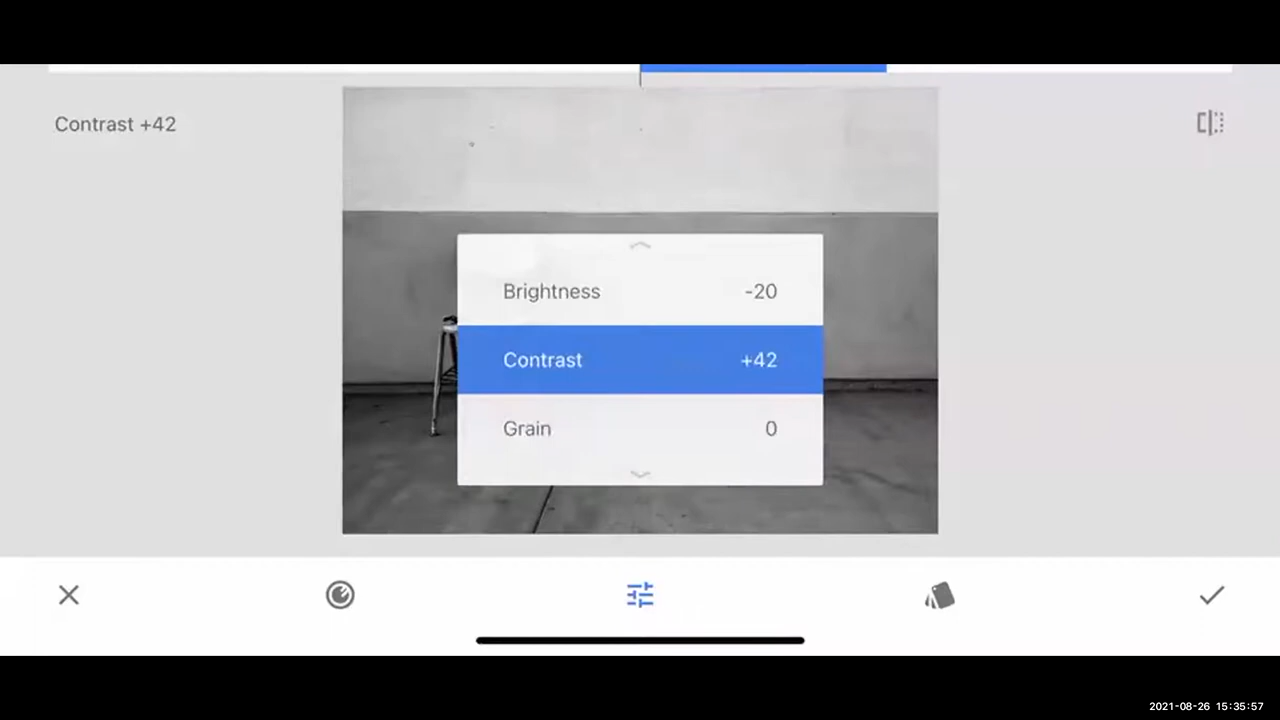 Contrast +42
Brightness -20
Contrast +42
Grain 0
2021-08-26 15:35:57